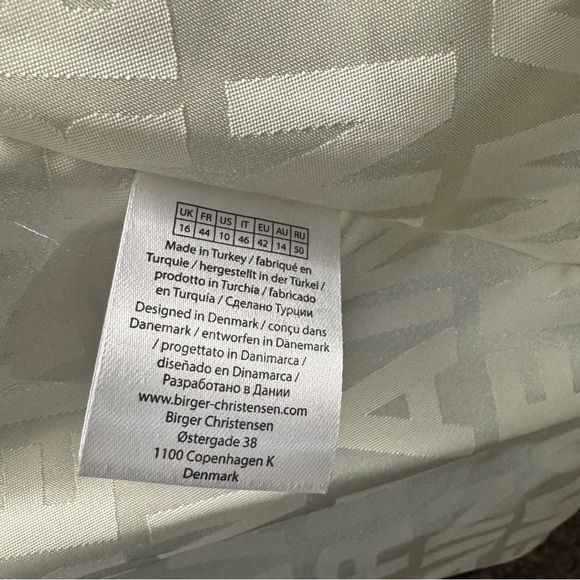 UK FR US IT EU AU RU
16 44 10 46 42 14 50
Made in Turkey / fabriqué en
Turquie / hergestellt in der Türkei /
prodotto in Turchia / fabricado
en Turquía / Сделано Турции
Designed in Denmark / conçu dans
Danemark / entworfen in Dänemark
/ progettato in Danimarca /
diseñado en Dinamarca /
Разработано в Дании
www.birger-christensen.com
Birger Christensen
Østergade 38
1100 Copenhagen K
Denmark